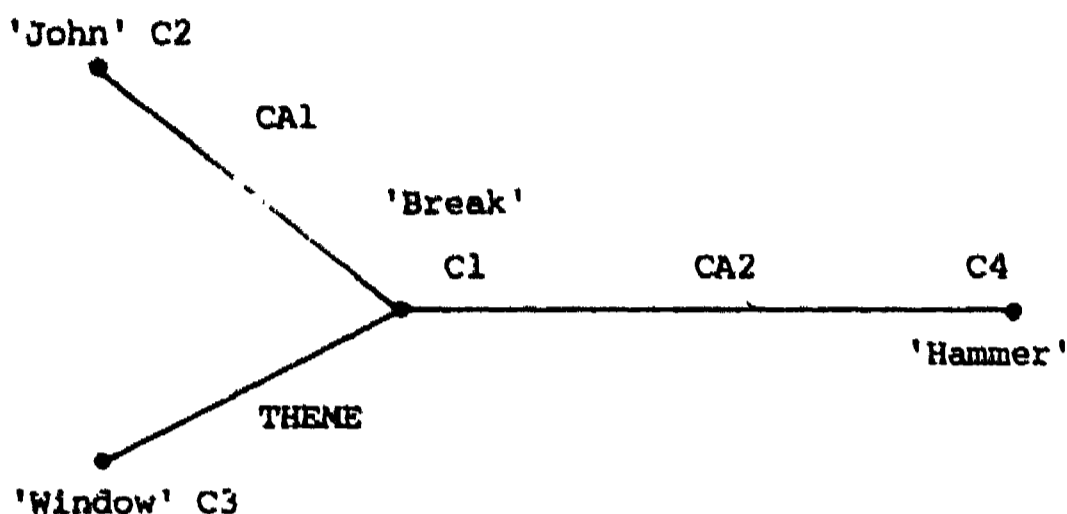 'John' C2
CA1
'Break'
C1 CA2 C4
'Hammer'
THEME
'Window' C3